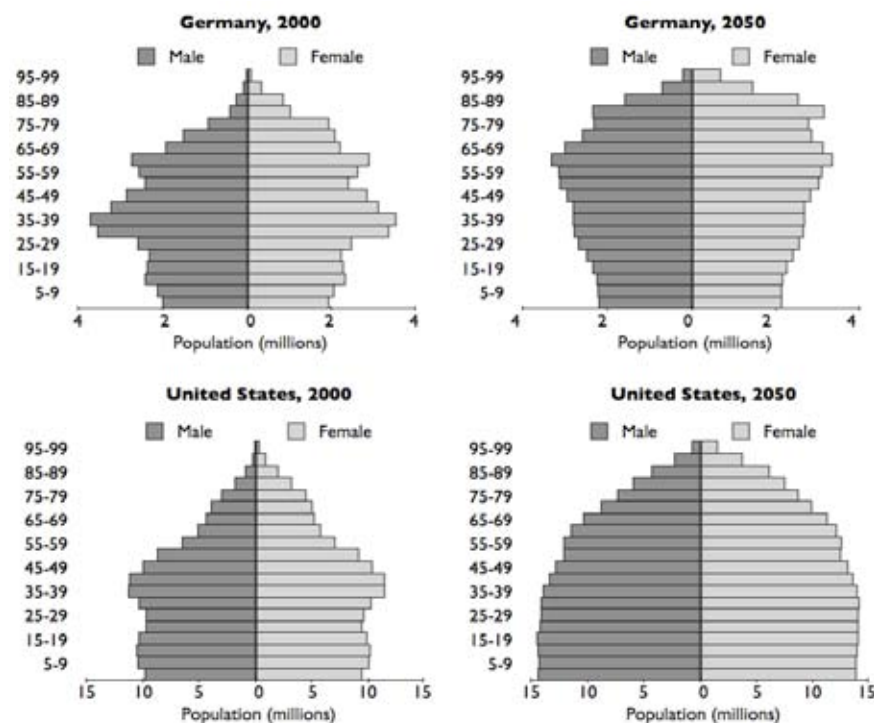 Germany, 2000
Male Female
95-99
85-89
75-79
65-69
55-59
45-49
35-39
25-29
15-19
5-9
4 2 0 2 4
Population (millions)
Germany, 2050
Male Female
95-99
85-89
75-79
65-69
55-59
45-49
35-39
25-29
15-19
5-9
4 2 0 2 4
Population (millions)
United States, 2000
Male Female
95-99
85-89
75-79
65-69
55-59
45-49
35-39
25-29
15-19
5-9
15 10 5 0 5 10 15
Population (millions)
United States, 2050
Male Female
95-99
85-89
75-79
65-69
55-59
45-49
35-39
25-29
15-19
5-9
15 10 5 0 5 10 15
Population (millions)